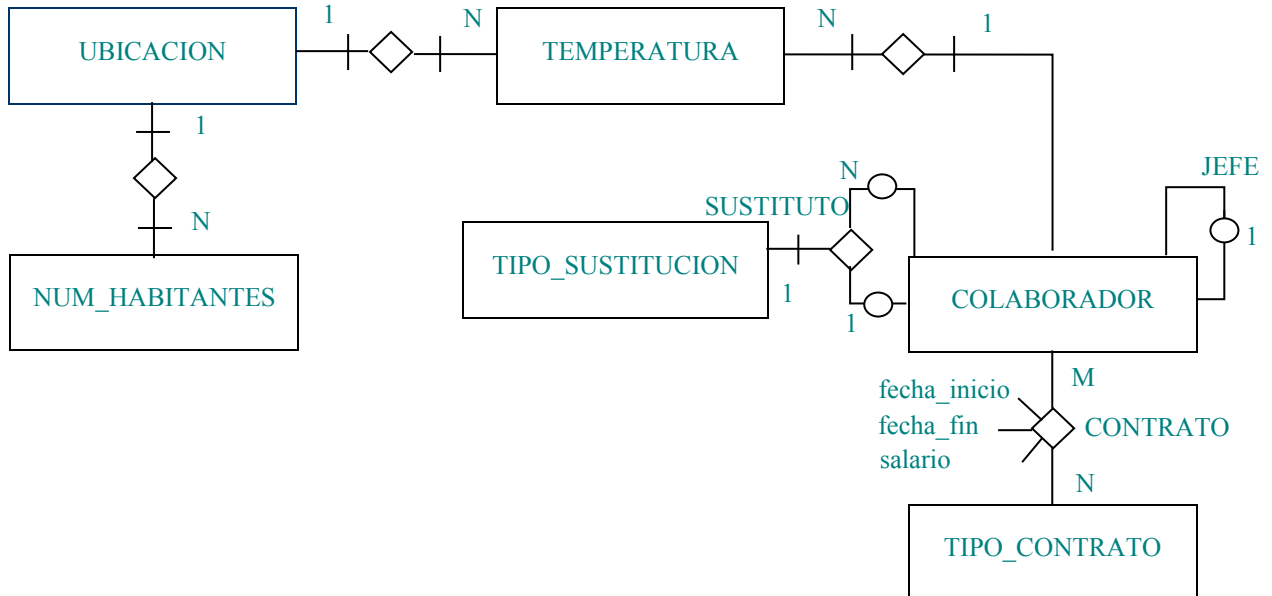 1
N
N
1
UBICACION
TEMPERATURA
1
N
JEFE
SUSTITUTO
1
N
TIPO_SUSTITUCION
NUM_HABITANTES
COLABORADOR
1
1
M
fecha_inicio
fecha_fin
CONTRATO
salario
N
TIPO_CONTRATO